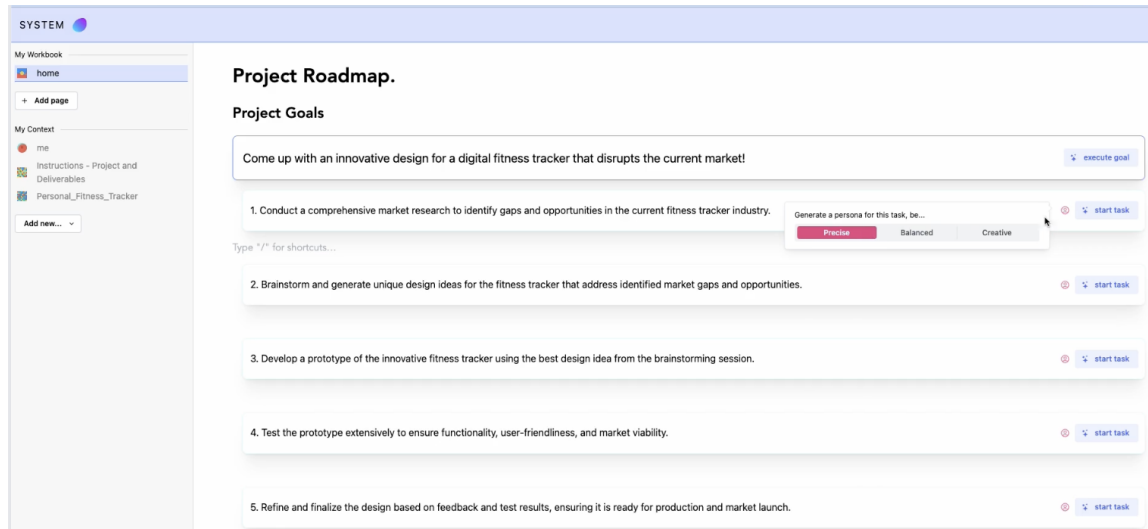 SYSTEM
My Workbook
home
+ Add page
My Context
me
Instructions - Project and
Deliverables
Personal_Fitness_Tracker
Add new...
Project Roadmap.
Project Goals
Come up with an innovative design for a digital fitness tracker that disrupts the current market!
execute goal
1. Conduct a comprehensive market research to identify gaps and opportunities in the current fitness tracker industry.
start task
Generate a persona for this task, be...
Precise Balanced Creative
Type "/" for shortcuts...
2. Brainstorm and generate unique design ideas for the fitness tracker that address identified market gaps and opportunities.
start task
3. Develop a prototype of the innovative fitness tracker using the best design idea from the brainstorming session.
start task
4. Test the prototype extensively to ensure functionality, user-friendliness, and market viability.
start task
5. Refine and finalize the design based on feedback and test results, ensuring it is ready for production and market launch.
start task